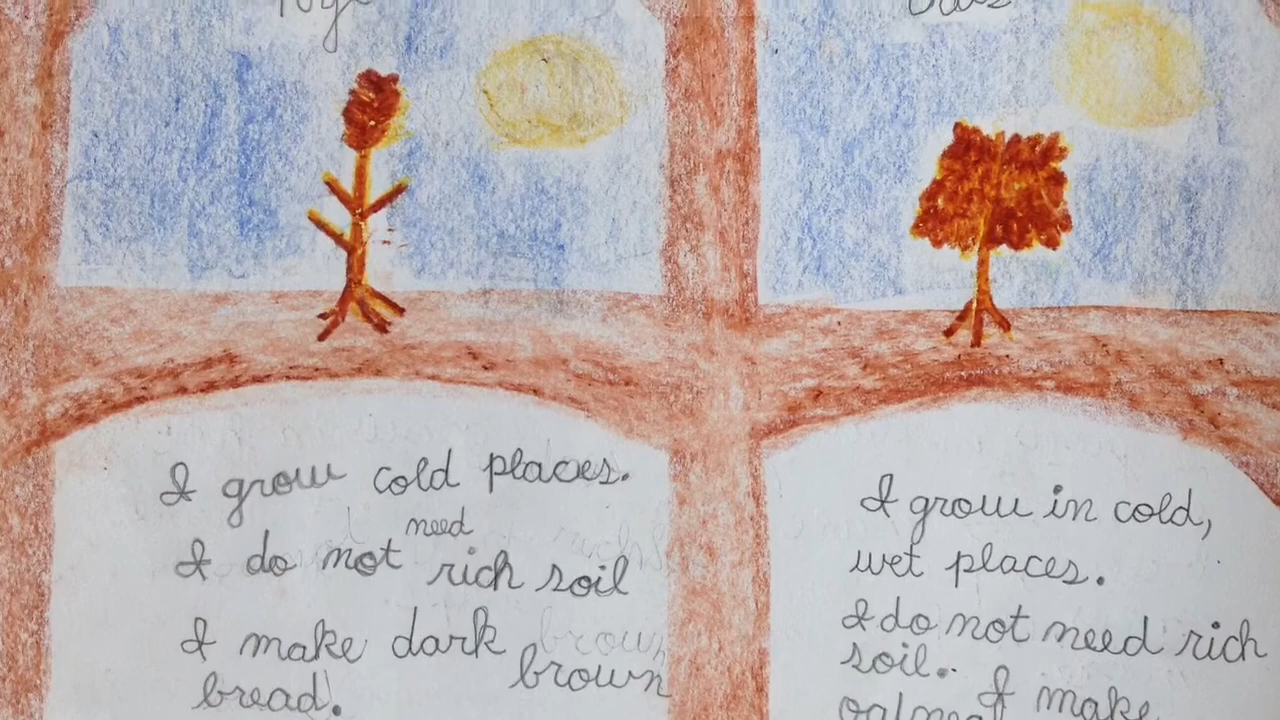 I grow cold places.
need
I do not rich soil
I make dark brown
brown
bread.
I grow in cold,
wet places.
I do not need rich
soil. I make